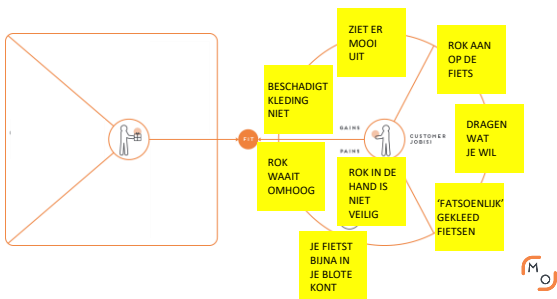 ZIET ER
MOOI
UIT
ROK AAN
OP DE
FIETS
BESCHADIGT
KLEDING
NIET
DRAGEN
WAT
JE WIL
FIT
GAINS
PAINS
CUSTOMER
JOB(S)
ROK
WAAIT
OMHOOG
ROK IN DE
HAND IS
NIET
VEILIG
‘FATSOENLIJK’
GEKLEED
FIETSEN
JE FIETST
BIJNA IN
JE BLOTE
KONT
MO